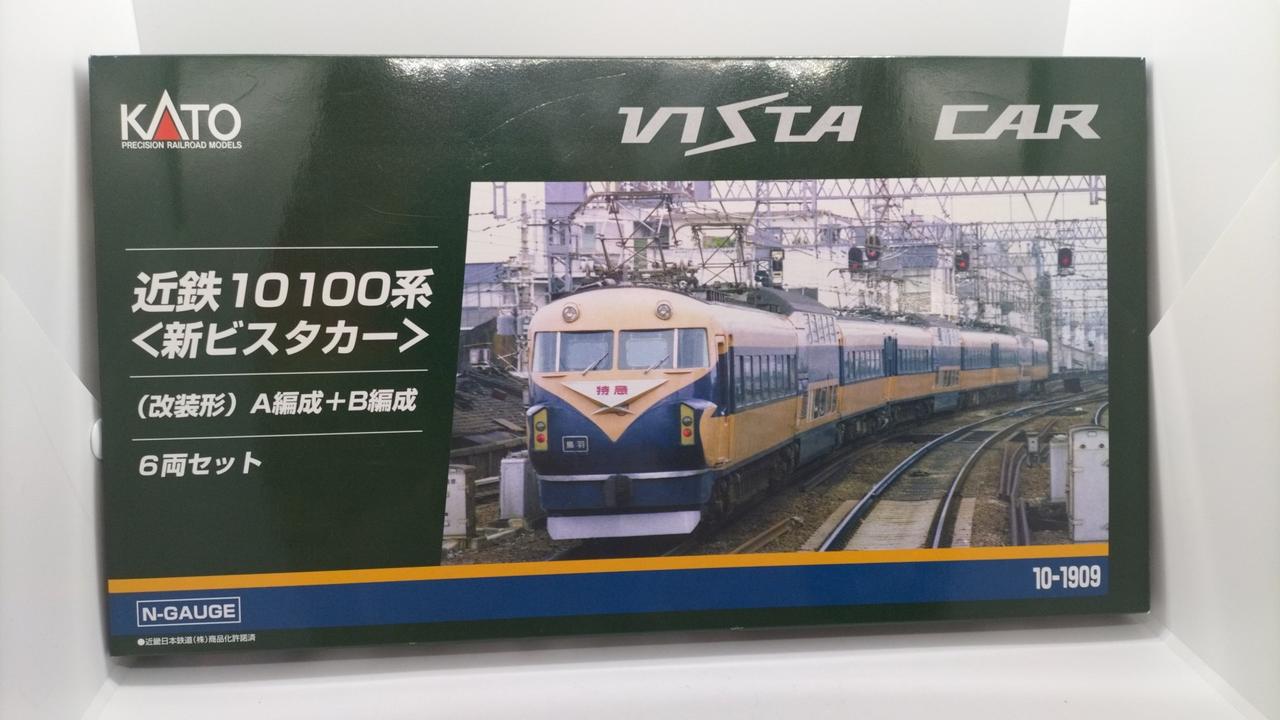 KATO
PRECISION RAILROAD MODELS
VISTA CAR
近鉄10100系
<新ビスタカー>
(改装形) A編成+B編成
6両セット
特急
鳥羽
10-1909
N-GAUGE
●近畿日本鉄道(株)商品化許諾済